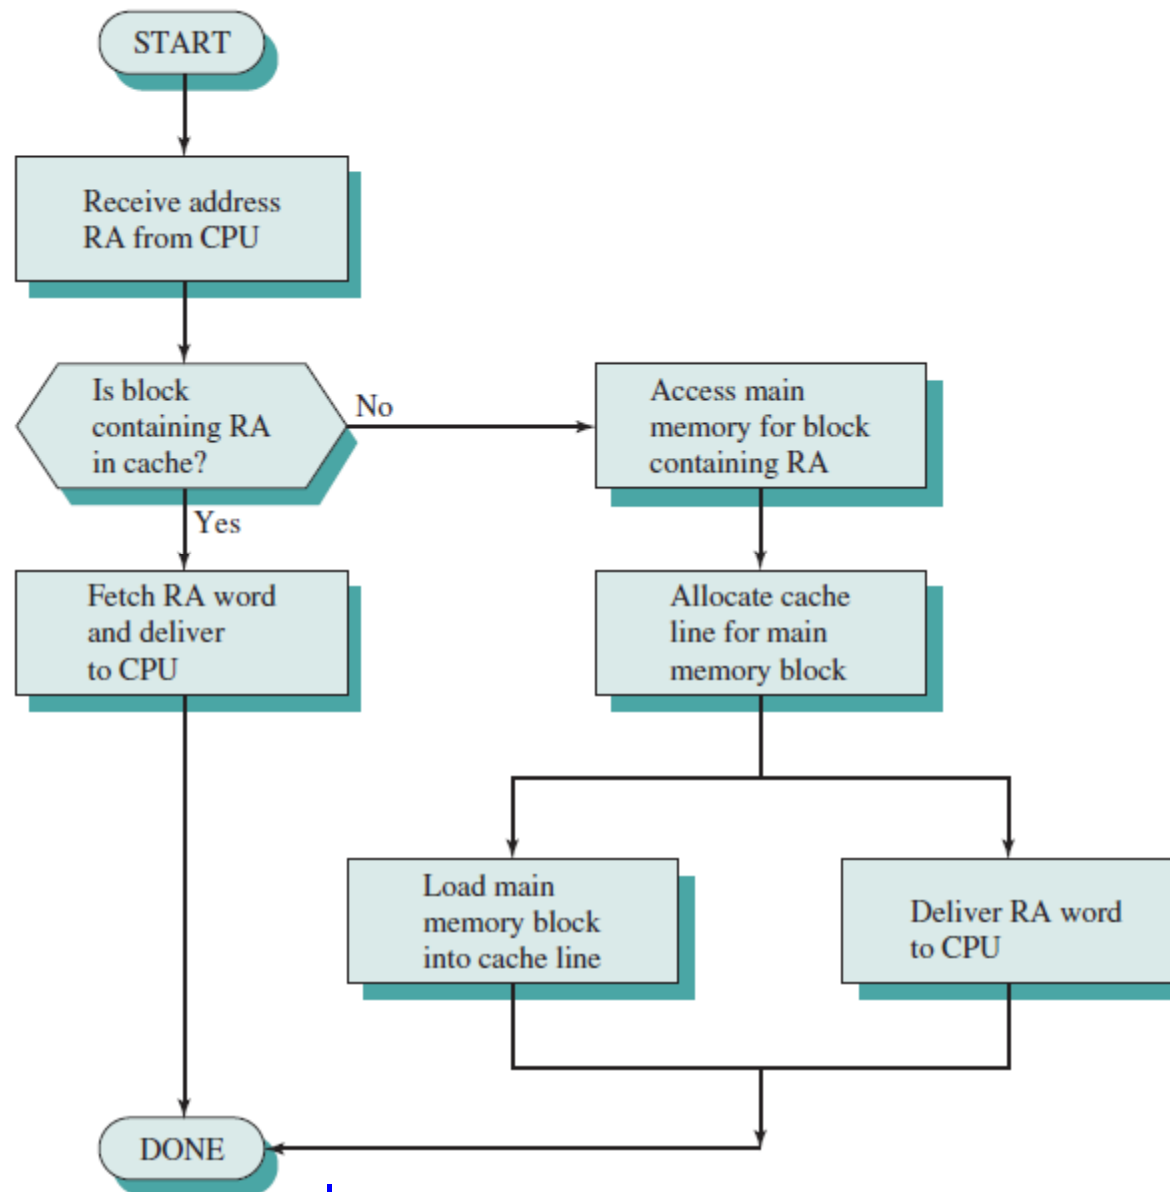 START
Receive address
RA from CPU
Is block
containing RA
in cache?
No
Access main
memory for block
containing RA
Yes
Fetch RA word
and deliver
to CPU
Allocate cache
line for main
memory block
Load main
memory block
into cache line
Deliver RA word
to CPU
DONE